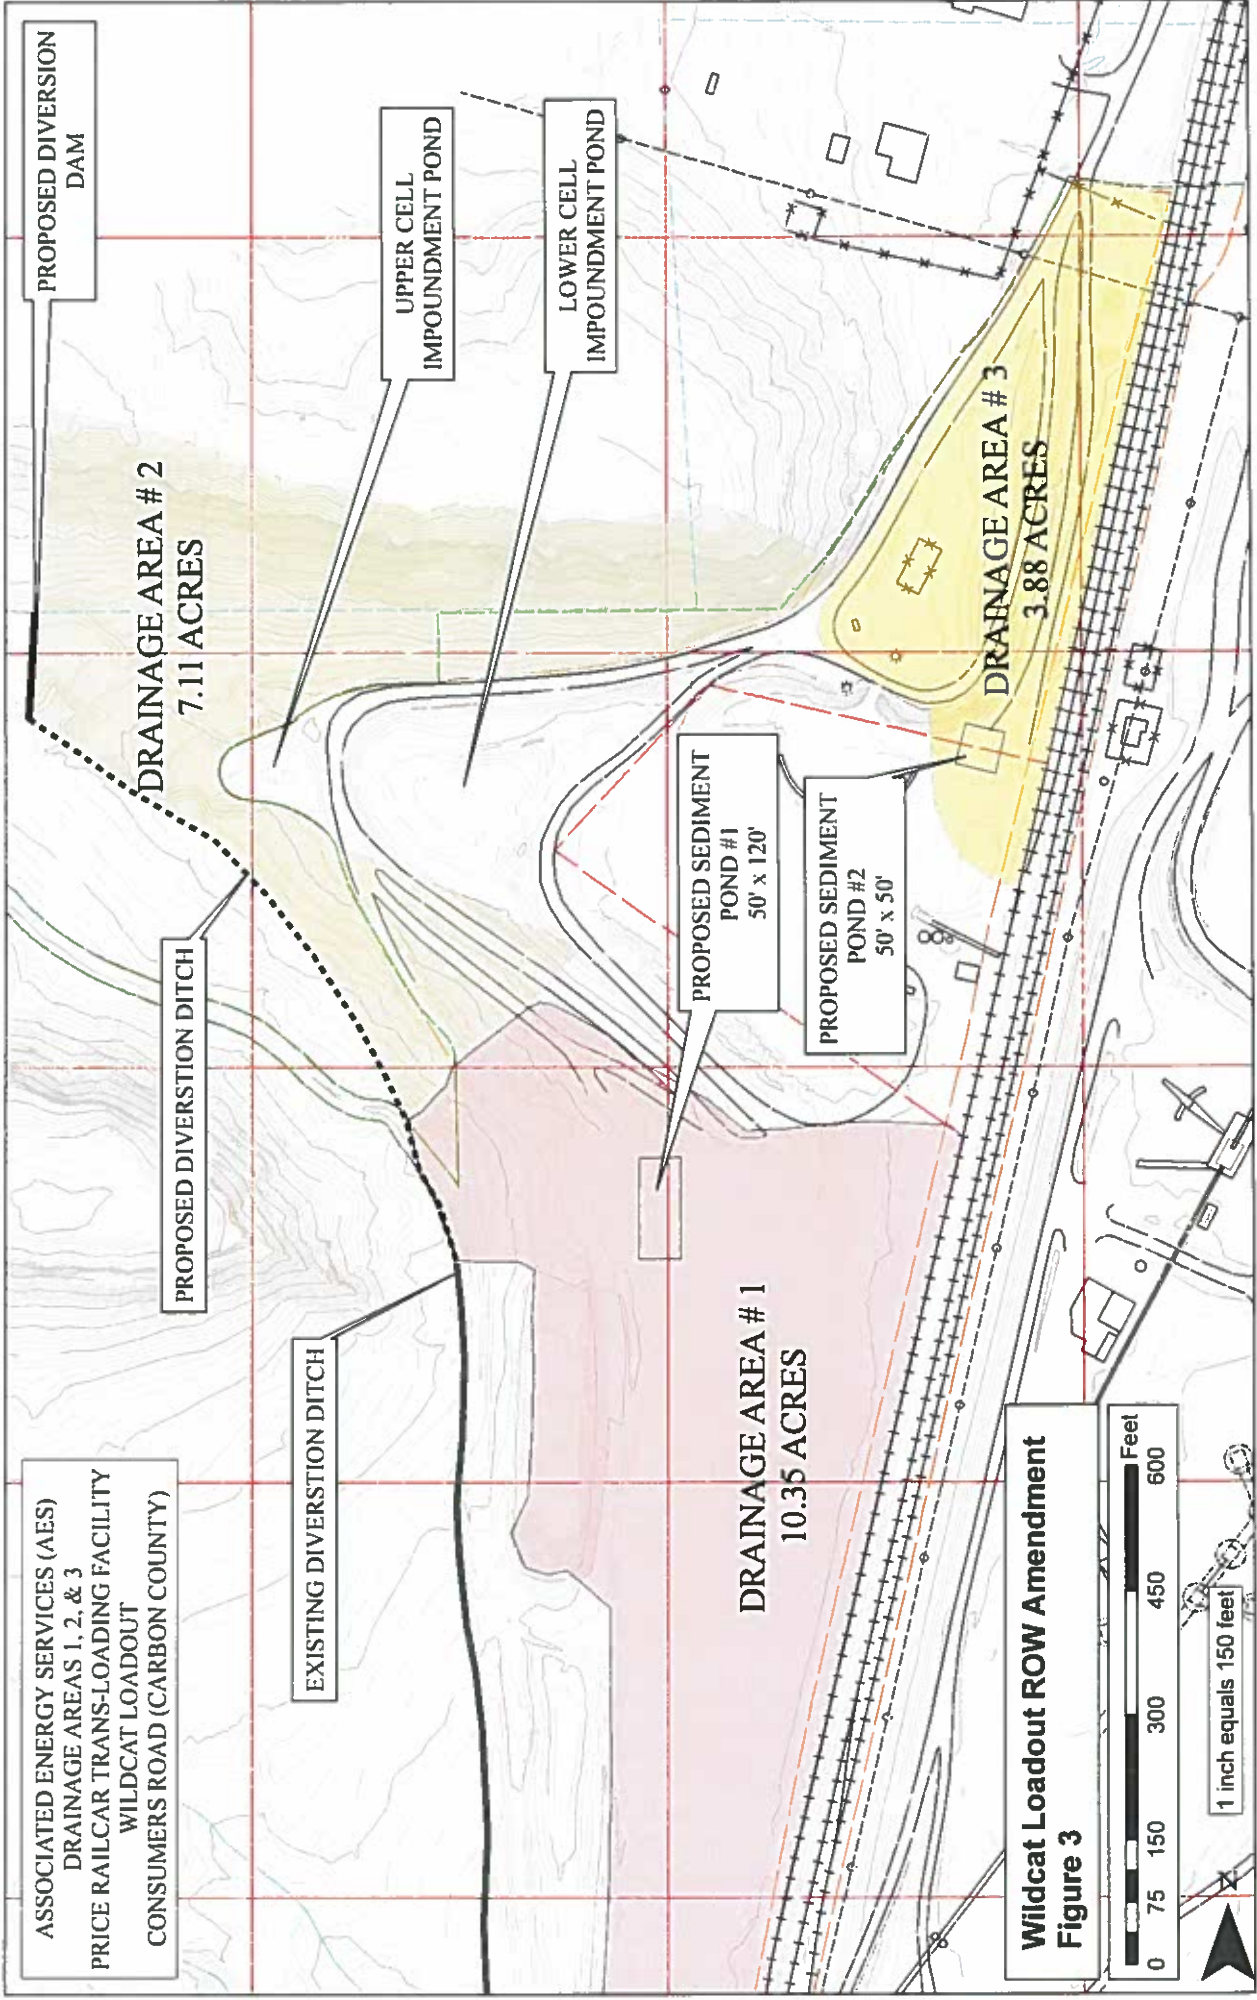 ASSOCIATED ENERGY SERVICES (AES)
DRAINAGE AREAS 1, 2, & 3
PRICE RAILCAR TRANS-LOADING FACILITY
WILDCAT LOADOUT
CONSUMERS ROAD (CARBON COUNTY)
EXISTING DIVERSTION DITCH
PROPOSED DIVERSTION DITCH
PROPOSED DIVERSION
DAM
DRAINAGE AREA # 2
7.11 ACRES
UPPER CELL
IMPOUNDMENT POND
LOWER CELL
IMPOUNDMENT POND
PROPOSED SEDIMENT
POND #1
50' x 120'
PROPOSED SEDIMENT
POND #2
50' x 50'
DRAINAGE AREA # 1
10.35 ACRES
DRAINAGE AREA # 3
3.88 ACRES
Wildcat Loadout ROW Amendment
Figure 3
0 75 150 300 450 600
Feet
1 inch equals 150 feet
N